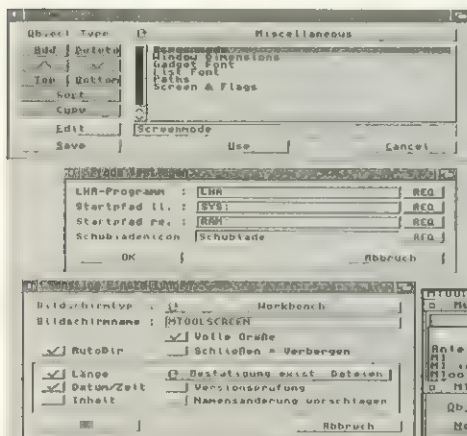 Object Type
Miscellaneous
Add Delete
Top Bottom
Sort
Copy
Edit
Save
Screenmode
Window Dimensions
Gadget Font
List Font
Paths
Screen & Flags
Screenmode
Use
Cancel
LHA-Programm : LHA REQ
Startpfad li. : SYS: REQ
Startpfad re. : RAM: REQ
Schubladenicon Schublade REQ
OK Abbruch
Bildschirmtyp : Workbench
Bildschirmname : MTOOLSCREEN
Volle Größe
AutoDir Schließen = Verbergen
Länge Bestätigung exist. Dateien
Datum/Zeit Versionsprüfung
Inhalt Namensänderung vorschlagen
Abbruch